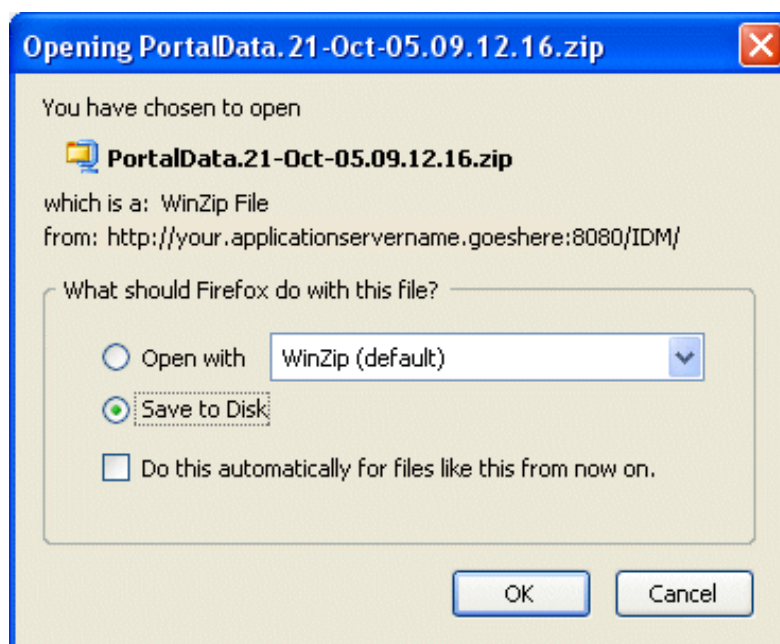 Opening PortalData.21-Oct-05.09.12.16.zip
You have chosen to open
PortalData.21-Oct-05.09.12.16.zip
which is a: WinZip File
from: http://your.applicationservername.goeshere:8080/IDM/
What should Firefox do with this file?
Open with WinZip (default)
Save to Disk
Do this automatically for files like this from now on.
OK Cancel